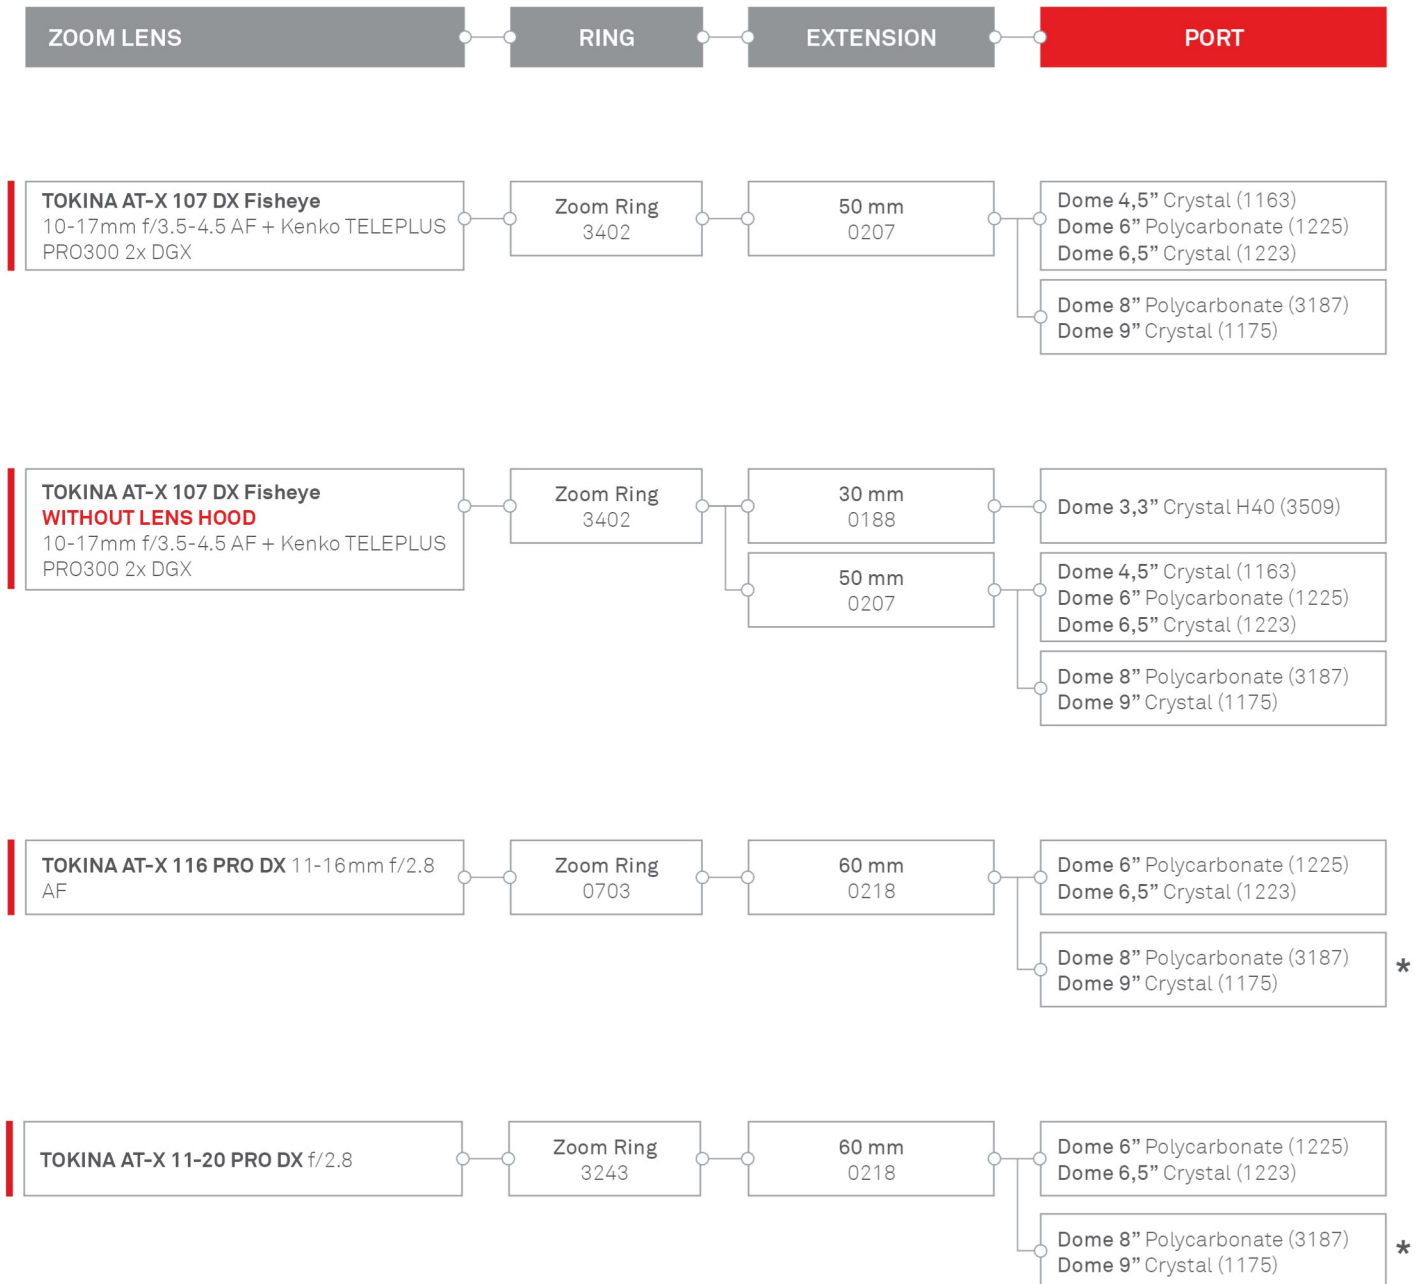 ZOOM LENS
RING
EXTENSION
PORT
TOKINA AT-X 107 DX Fisheye
10-17mm f/3.5-4.5 AF + Kenko TELEPLUS
PRO300 2x DGX
Zoom Ring
3402
50 mm
0207
Dome 4,5” Crystal (1163)
Dome 6” Polycarbonate (1225)
Dome 6,5” Crystal (1223)
Dome 8” Polycarbonate (3187)
Dome 9” Crystal (1175)
TOKINA AT-X 107 DX Fisheye
WITHOUT LENS HOOD
10-17mm f/3.5-4.5 AF + Kenko TELEPLUS
PRO300 2x DGX
Zoom Ring
3402
30 mm
0188
Dome 3,3” Crystal H40 (3509)
50 mm
0207
Dome 4,5” Crystal (1163)
Dome 6” Polycarbonate (1225)
Dome 6,5” Crystal (1223)
Dome 8” Polycarbonate (3187)
Dome 9” Crystal (1175)
TOKINA AT-X 116 PRO DX 11-16mm f/2.8
AF
Zoom Ring
0703
60 mm
0218
Dome 6” Polycarbonate (1225)
Dome 6,5” Crystal (1223)
Dome 8” Polycarbonate (3187)
Dome 9” Crystal (1175)
*
TOKINA AT-X 11-20 PRO DX f/2.8
Zoom Ring
3243
60 mm
0218
Dome 6” Polycarbonate (1225)
Dome 6,5” Crystal (1223)
Dome 8” Polycarbonate (3187)
Dome 9” Crystal (1175)
*